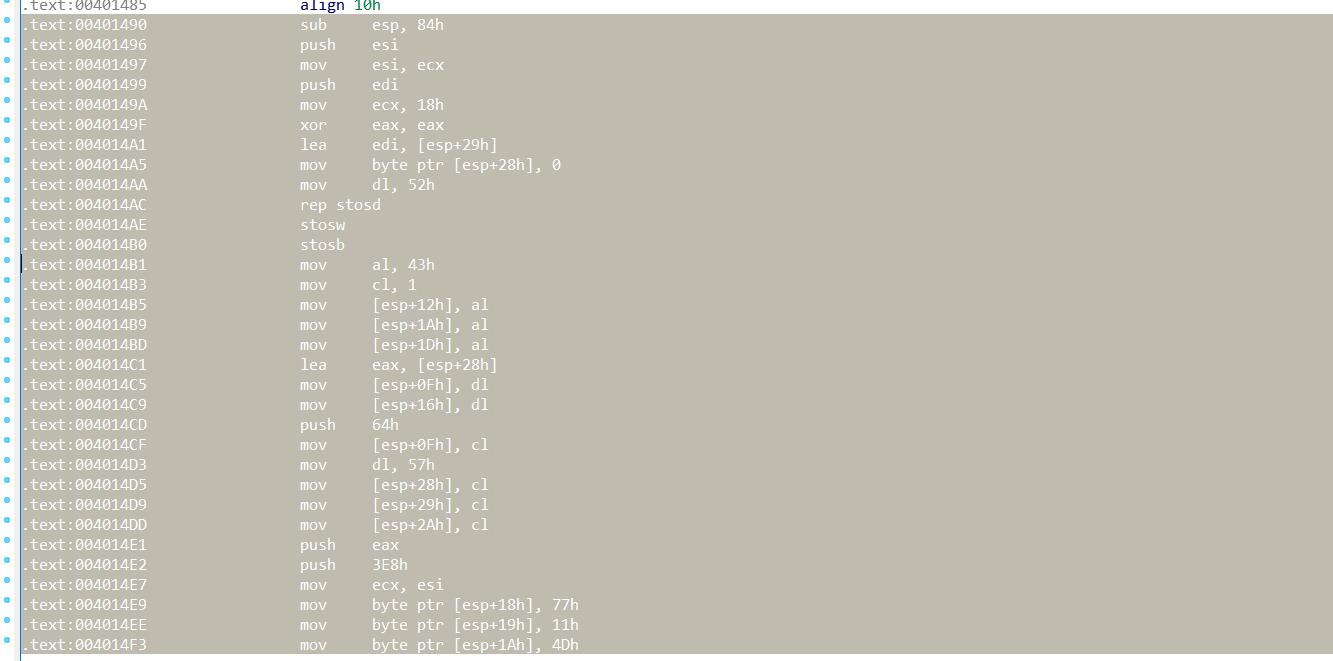 .text:00401485 align 10h
.text:00401490 sub esp, 84h
.text:00401496 push esi
.text:00401497 mov esi, ecx
.text:00401499 push edi
.text:0040149A mov ecx, 18h
.text:0040149F xor eax, eax
.text:004014A1 lea edi, [esp+29h]
.text:004014A5 mov byte ptr [esp+28h], 0
.text:004014AA mov dl, 52h
.text:004014AC rep stosd
.text:004014AE stosw
.text:004014B0 stosb
.text:004014B1 mov al, 43h
.text:004014B3 mov cl, 1
.text:004014B5 mov [esp+12h], al
.text:004014B9 mov [esp+1Ah], al
.text:004014BD mov [esp+1Dh], al
.text:004014C1 lea eax, [esp+28h]
.text:004014C5 mov [esp+0Fh], dl
.text:004014C9 mov [esp+16h], dl
.text:004014CD push 64h
.text:004014CF mov [esp+0Fh], cl
.text:004014D3 mov dl, 57h
.text:004014D5 mov [esp+28h], cl
.text:004014D9 mov [esp+29h], cl
.text:004014DD mov [esp+2Ah], cl
.text:004014E1 push eax
.text:004014E2 push 3E8h
.text:004014E7 mov ecx, esi
.text:004014E9 mov byte ptr [esp+18h], 77h
.text:004014EE mov byte ptr [esp+19h], 11h
.text:004014F3 mov byte ptr [esp+1Ah], 4Dh